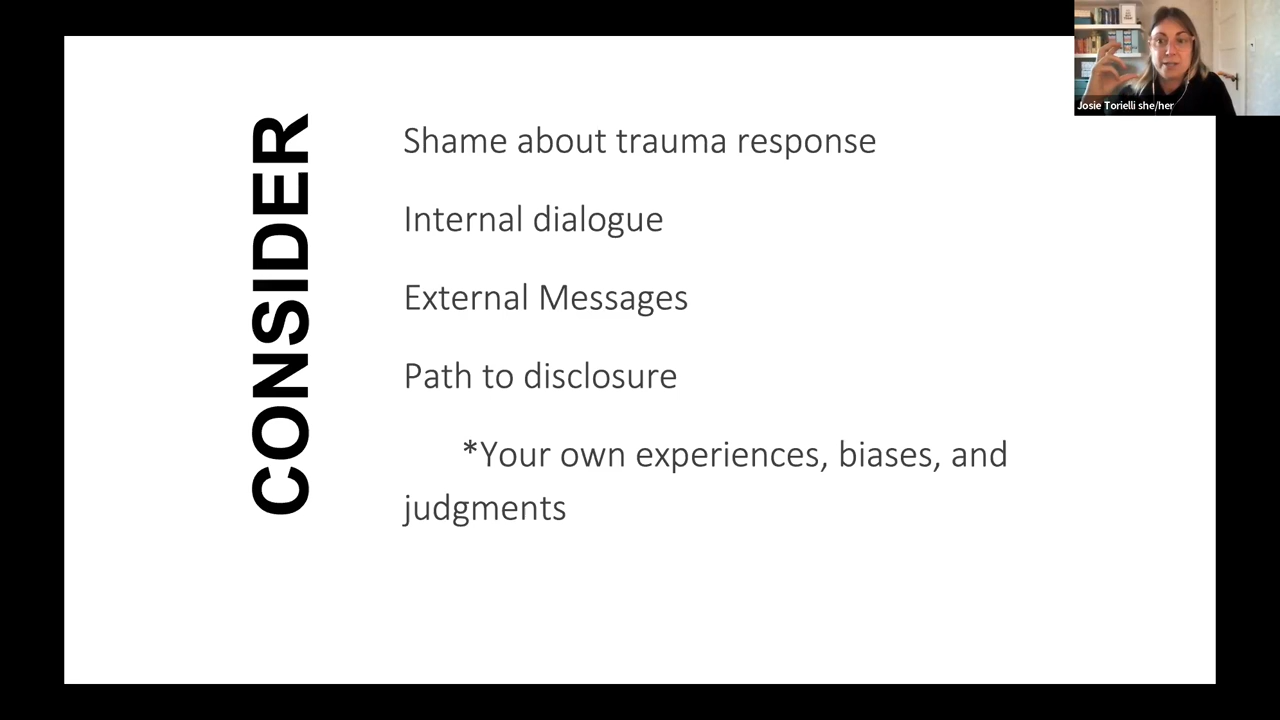 CONSIDER
Shame about trauma response
Internal dialogue
External Messages
Path to disclosure
*Your own experiences, biases, and
judgments
Josie Torielli she/her